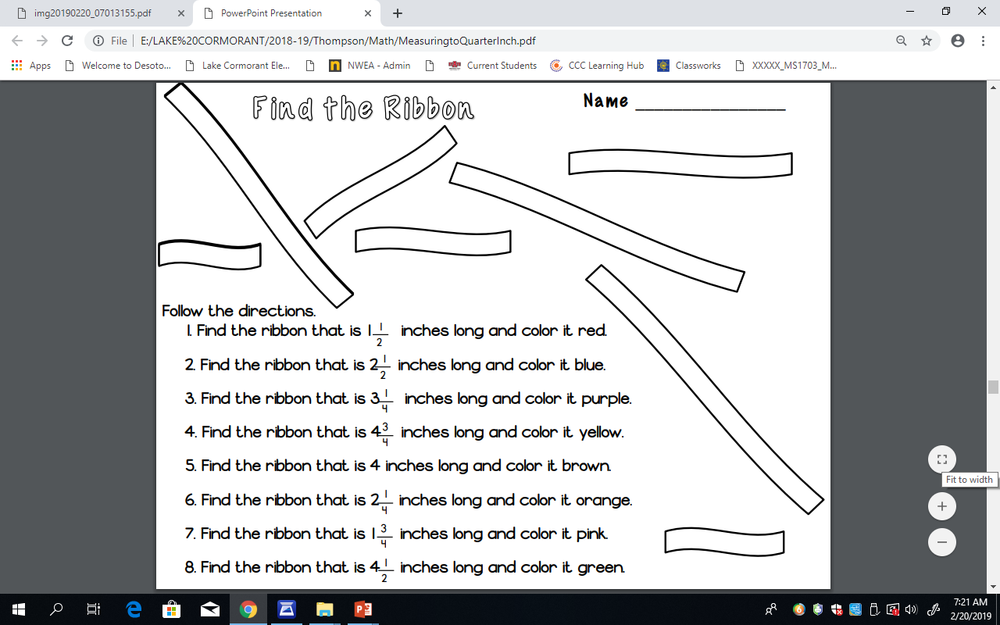 img20190220_07013155.pdf
PowerPoint Presentation
File
E:/LAKE%20CORMORANT/2018-19/Thompson/Math/MeasuringtoQuarterInch.pdf
Apps
Welcome to Desoto...
Lake Cormorant Ele...
NWEA - Admin
Current Students
CCC Learning Hub
Classworks
XXXXX_MS1703_M...
Find the Ribbon
Name ________________
Follow the directions.
1. Find the ribbon that is 1 1/2 inches long and color it red.
2. Find the ribbon that is 2 1/2 inches long and color it blue.
3. Find the ribbon that is 3 1/4 inches long and color it purple.
4. Find the ribbon that is 4 3/4 inches long and color it yellow.
5. Find the ribbon that is 4 inches long and color it brown.
6. Find the ribbon that is 2 1/4 inches long and color it orange.
7. Find the ribbon that is 1 3/4 inches long and color it pink.
8. Find the ribbon that is 4 1/2 inches long and color it green.
Fit to width
7:21 AM
2/20/2019